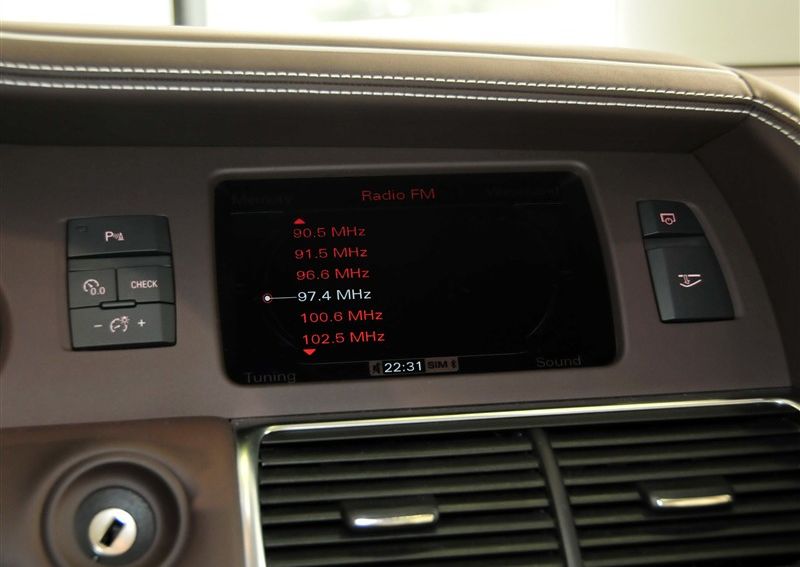 Memory
Radio FM
90.5 MHz
91.5 MHz
96.6 MHz
97.4 MHz
100.6 MHz
102.5 MHz
22:31 SIM
Tuning
Sound
P
0.0
CHECK
- +